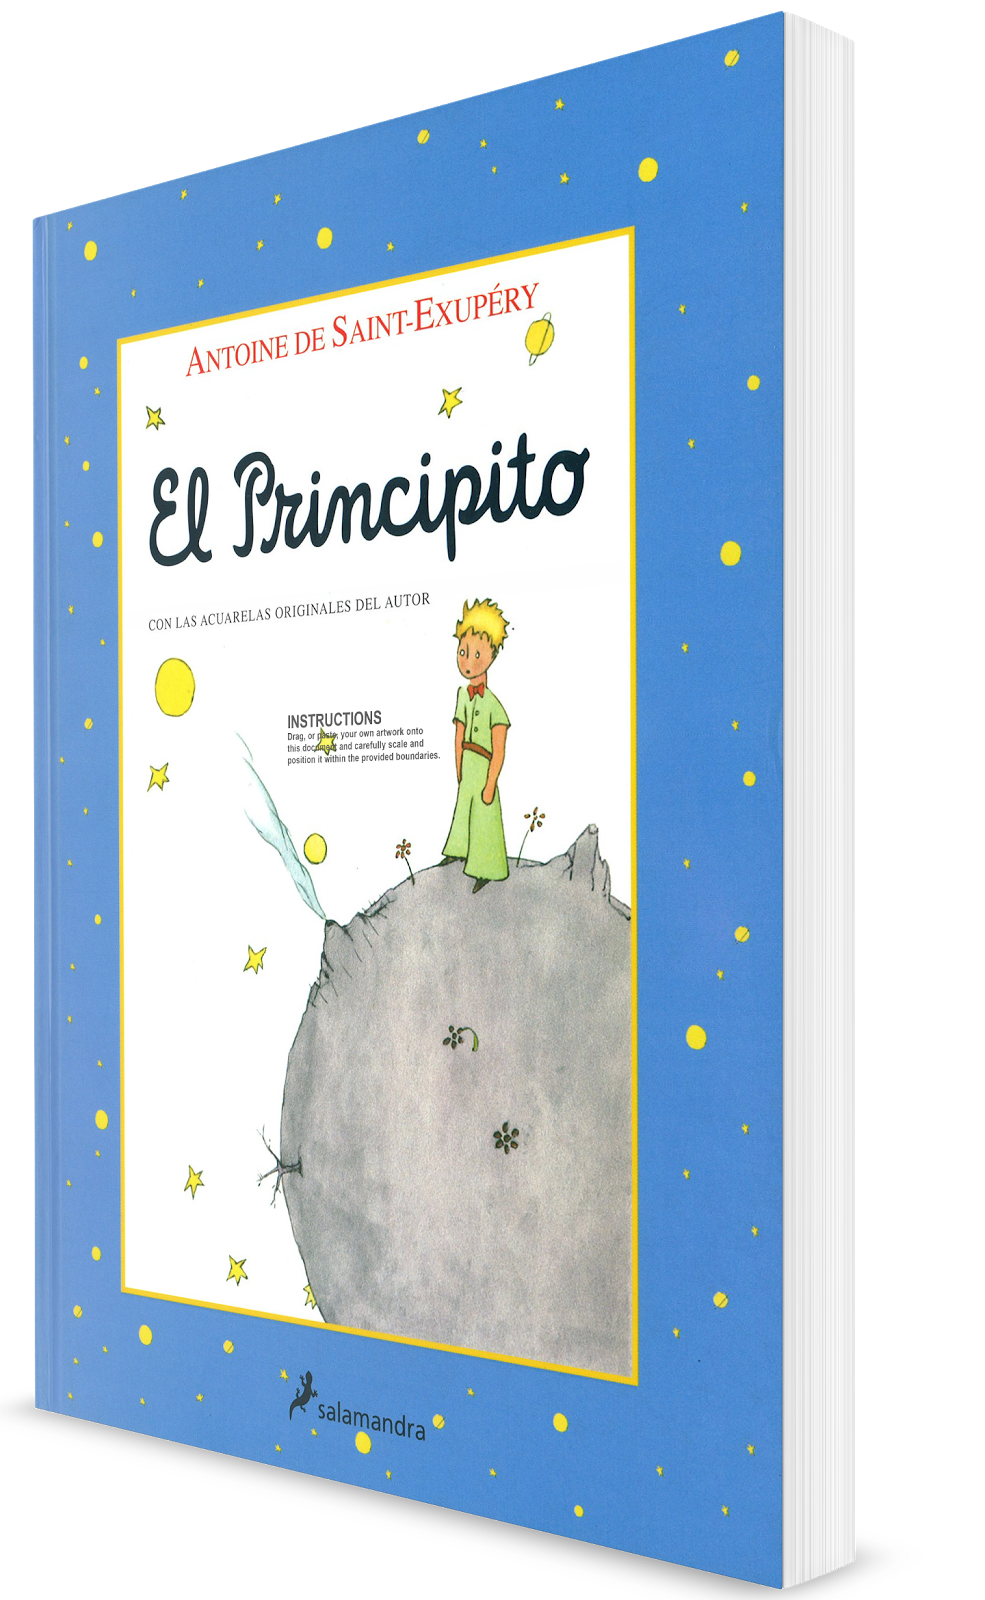 ANTOINE DE SAINT-EXUPÉRY
El Principito
CON LAS ACUARELAS ORIGINALES DEL AUTOR
INSTRUCTIONS
Drag, or paste, your own artwork onto
this document and carefully scale and
position it within the provided boundaries.
salamandra